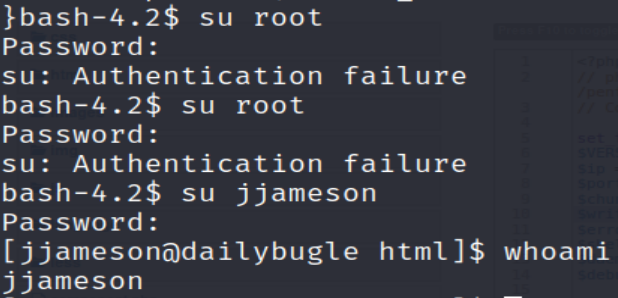 }bash-4.2$ su root
Password:
su: Authentication failure
bash-4.2$ su root
Password:
su: Authentication failure
bash-4.2$ su jjameson
Password:
[jjameson@dailybugle html]$ whoami
jjameson